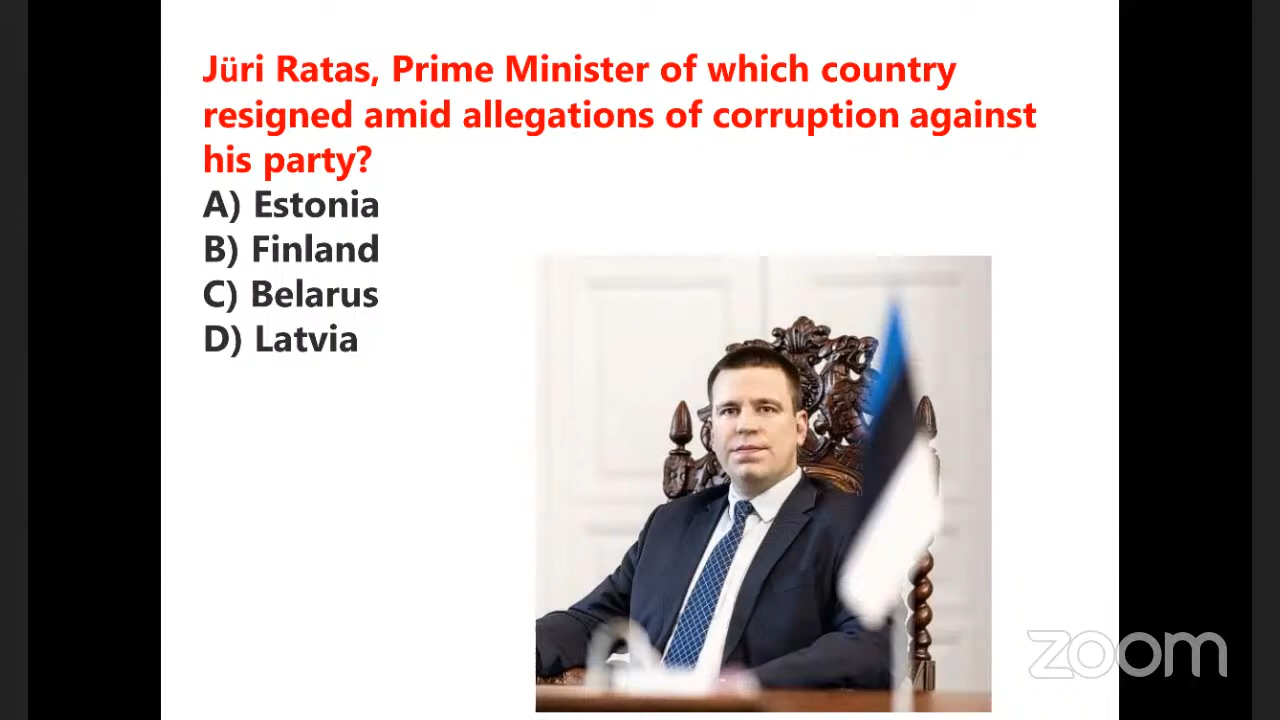 Jüri Ratas, Prime Minister of which country
resigned amid allegations of corruption against
his party?
A) Estonia
B) Finland
C) Belarus
D) Latvia
zoom